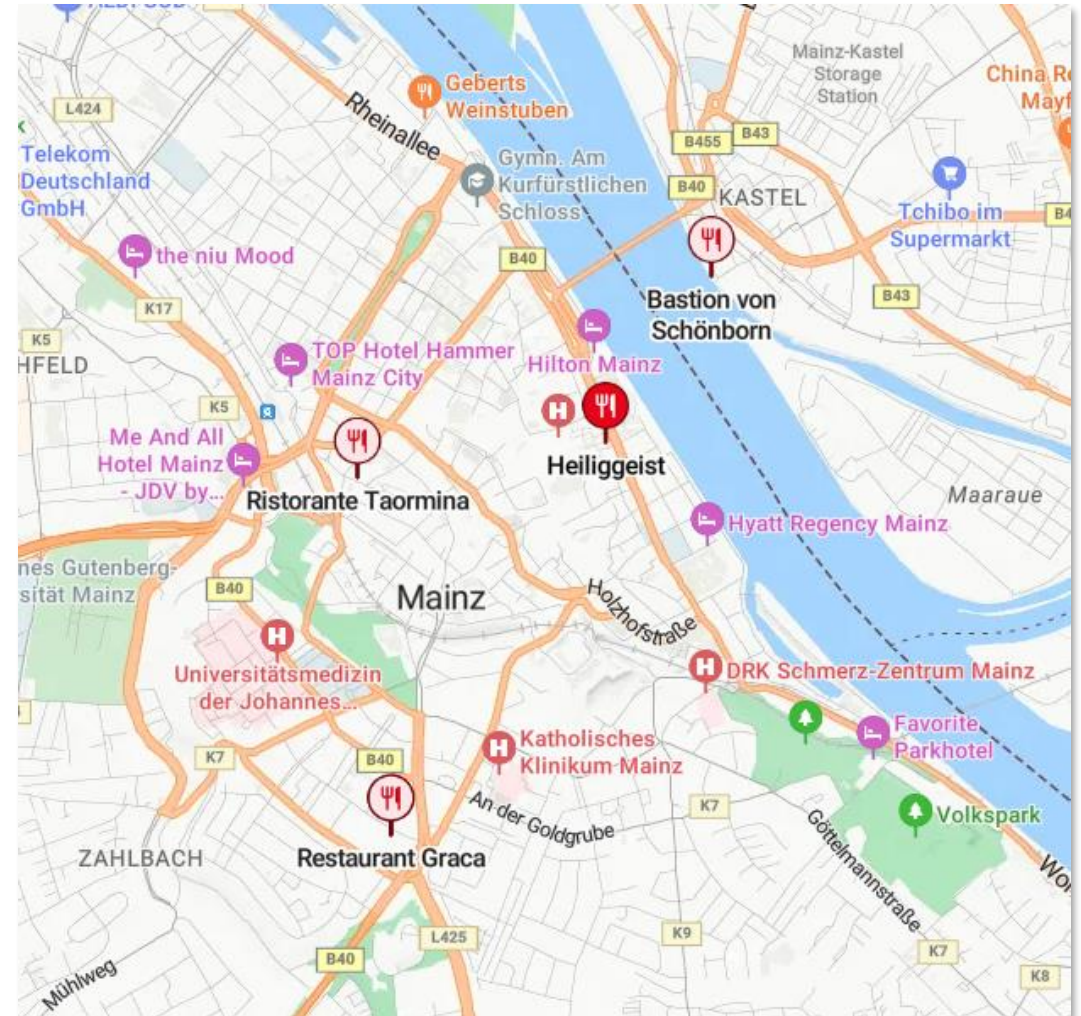 L424
Geberts
Weinstuben
Mainz-Kastel
Storage
Station
China R
Mayf
Rheinallee
B455
B43
Telekom
Deutschland
GmbH
Gymn. Am
Kurfürstlichen
Schloss
B40
KASTEL
Tchibo im
Supermarkt
B4
the niu Mood
B40
K17
Bastion von
Schönborn
B43
K5
HFELD
TOP Hotel Hammer
Mainz City
Hilton Mainz
K5
Me And All
Hotel Mainz
- JDV by...
Heiliggeist
Ristorante Taormina
Maaraue
Hyatt Regency Mainz
nes Gutenberg-
sität Mainz
B40
Mainz
Holzhofstraße
Universitätsmedizin
der Johannes...
DRK Schmerz-Zentrum Mainz
Favorite
Parkhotel
Katholisches
Klinikum Mainz
K7
B40
An der Goldgrube
K7
Volkspark
Göttelmannstraße
ZAHLBACH
Restaurant Graca
Wo
L425
K9
K7
B40
K8
Mühlweg